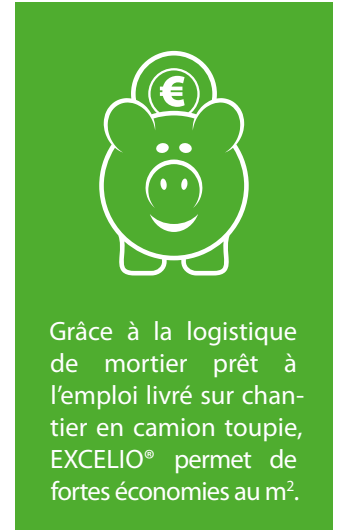 €
Grâce à la logistique
de mortier prêt à
l’emploi livré sur chan-
tier en camion toupie,
EXCELIO® permet de
fortes économies au m².